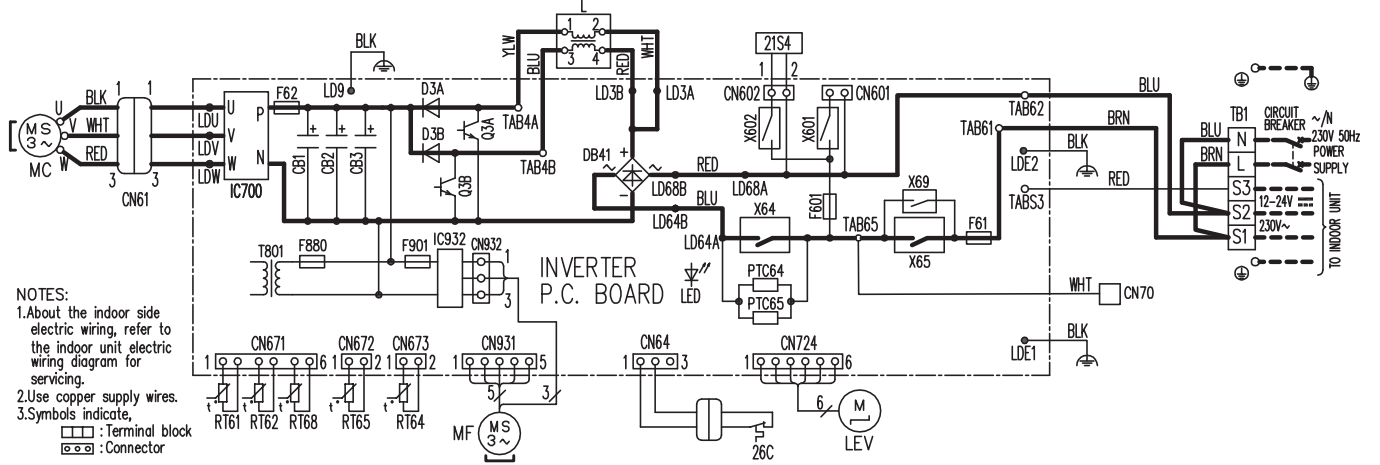 L
1 2
3 4
YLW
BLU
RED
WHT
BLK
LD9
F62
D3A
D3B
Q3A
Q3B
TAB4A
TAB4B
LD3B
LD3A
21S4
1 2
CN602
CN601
X602
X601
BLU
TAB62
TAB61
BRN
U
V
W
BLK
WHT
RED
MS
3~
MC
1 1
3 3
CN61
LDU
LDV
LDW
U
V
W
P
N
IC700
CB1
CB2
CB3
+
+
+
DB41
~
~
+
−
RED
BLU
LD68B
LD68A
LD64B
LD64A
F601
X64
TAB65
X69
X65
F61
PTC64
PTC65
LDE2
BLK
RED
TABS3
WHT
CN70
LDE1
BLK
TB1
BLU
BRN
N
L
S3
S2
S1
CIRCUIT
BREAKER
~/N
230V 50Hz
POWER
SUPPLY
12-24V
230V~
TO INDOOR UNIT
T801
F880
F901
IC932
CN932
1
3
INVERTER
P.C. BOARD
LED
NOTES:
1.About the indoor side
electric wiring, refer to
the indoor unit electric
wiring diagram for
servicing.
2.Use copper supply wires.
3.Symbols indicate,
: Terminal block
: Connector
CN671
1 6
CN672
1 2
CN673
1 2
CN931
1 5
CN64
1 3
CN724
1 6
t°
t°
t°
t°
t°
RT61
RT62
RT68
RT65
RT64
5
3
MF
MS
3~
26C
6
M
LEV